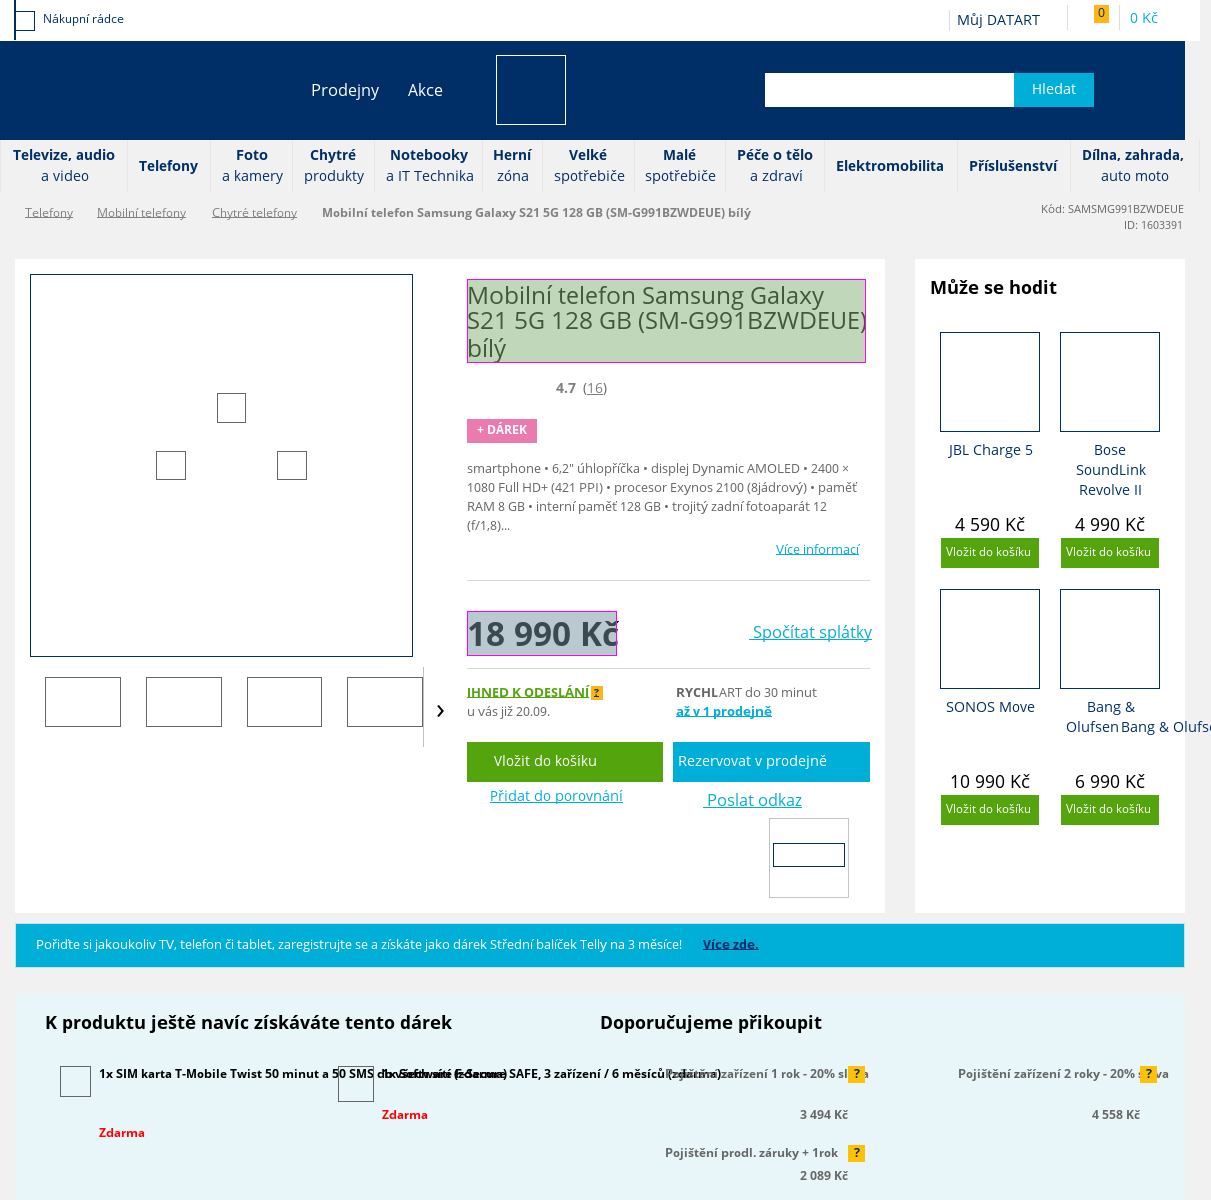 Nákupní rádce
Můj DATART
0
0 Kč
Prodejny
Akce
Hledat
Televize, audio
a video
Telefony
Foto
a kamery
Chytré
produkty
Notebooky
a IT Technika
Herní
zóna
Velké
spotřebiče
Malé
spotřebiče
Péče o tělo
a zdraví
Elektromobilita
Příslušenství
Dílna, zahrada,
auto moto
Telefony
Mobilní telefony
Chytré telefony
Mobilní telefon Samsung Galaxy S21 5G 128 GB (SM-G991BZWDEUE) bílý
Kód: SAMSMG991BZWDEUE
ID: 1603391
Mobilní telefon Samsung Galaxy
S21 5G 128 GB (SM-G991BZWDEUE)
bílý
4.7 (16)
+ DÁREK
smartphone • 6,2" úhlopříčka • displej Dynamic AMOLED • 2400 ×
1080 Full HD+ (421 PPI) • procesor Exynos 2100 (8jádrový) • paměť
RAM 8 GB • interní paměť 128 GB • trojitý zadní fotoaparát 12
(f/1,8)...
Více informací
18 990 Kč
Spočítat splátky
IHNED K ODESLÁNÍ ?
u vás již 20.09.
RYCHLART do 30 minut
až v 1 prodejně
Vložit do košíku
Rezervovat v prodejně
Přidat do porovnání
Poslat odkaz
Může se hodit
JBL Charge 5
4 590 Kč
Vložit do košíku
Bose
SoundLink
Revolve II
4 990 Kč
Vložit do košíku
SONOS Move
10 990 Kč
Vložit do košíku
Bang &
Olufsen Bang & Olufse
6 990 Kč
Vložit do košíku
Pořiďte si jakoukoliv TV, telefon či tablet, zaregistrujte se a získáte jako dárek Střední balíček Telly na 3 měsíce!
Více zde.
K produktu ještě navíc získáváte tento dárek
1x SIM karta T-Mobile Twist 50 minut a 50 SMS do všech sítí (zdarma)
Zdarma
1x Software F-Secure SAFE, 3 zařízení / 6 měsíců (zdarma)
Zdarma
Doporučujeme přikoupit
Pojištění zařízení 1 rok - 20% sleva
?
3 494 Kč
Pojištění zařízení 2 roky - 20% sleva
?
4 558 Kč
Pojištění prodl. záruky + 1rok
?
2 089 Kč